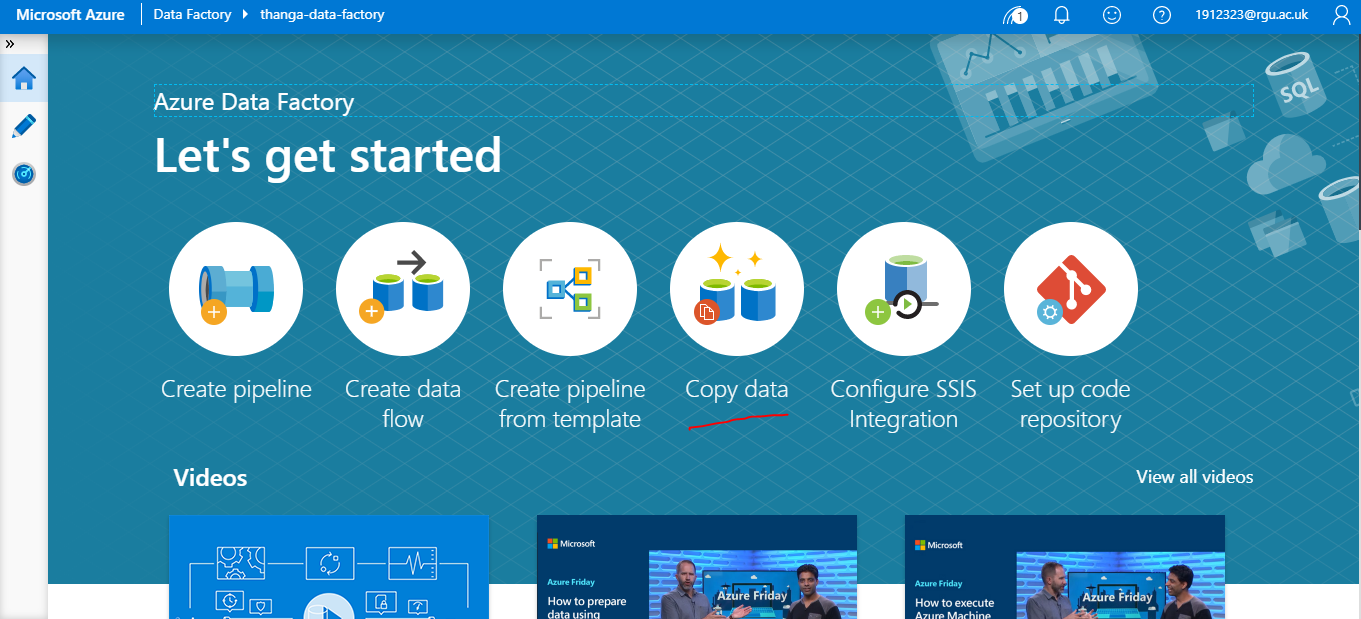 Microsoft Azure
Data Factory
thanga-data-factory
1
1912323@rgu.ac.uk
»
Azure Data Factory
Let's get started
SQL
Create pipeline
Create data
flow
Create pipeline
from template
Copy data
Configure SSIS
Integration
Set up code
repository
Videos
View all videos
Microsoft
Azure Friday
How to prepare
data using
Azure Friday
Microsoft
Azure Friday
How to execute
Azure Machine
Azure Friday